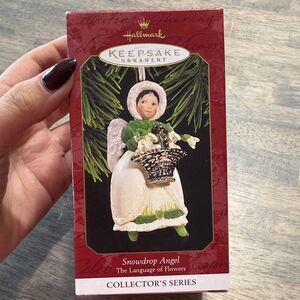 Hallmark
KEEPSAKE
ORNAMENT
Snowdrop Angel
The Language of Flowers
COLLECTOR'S SERIES